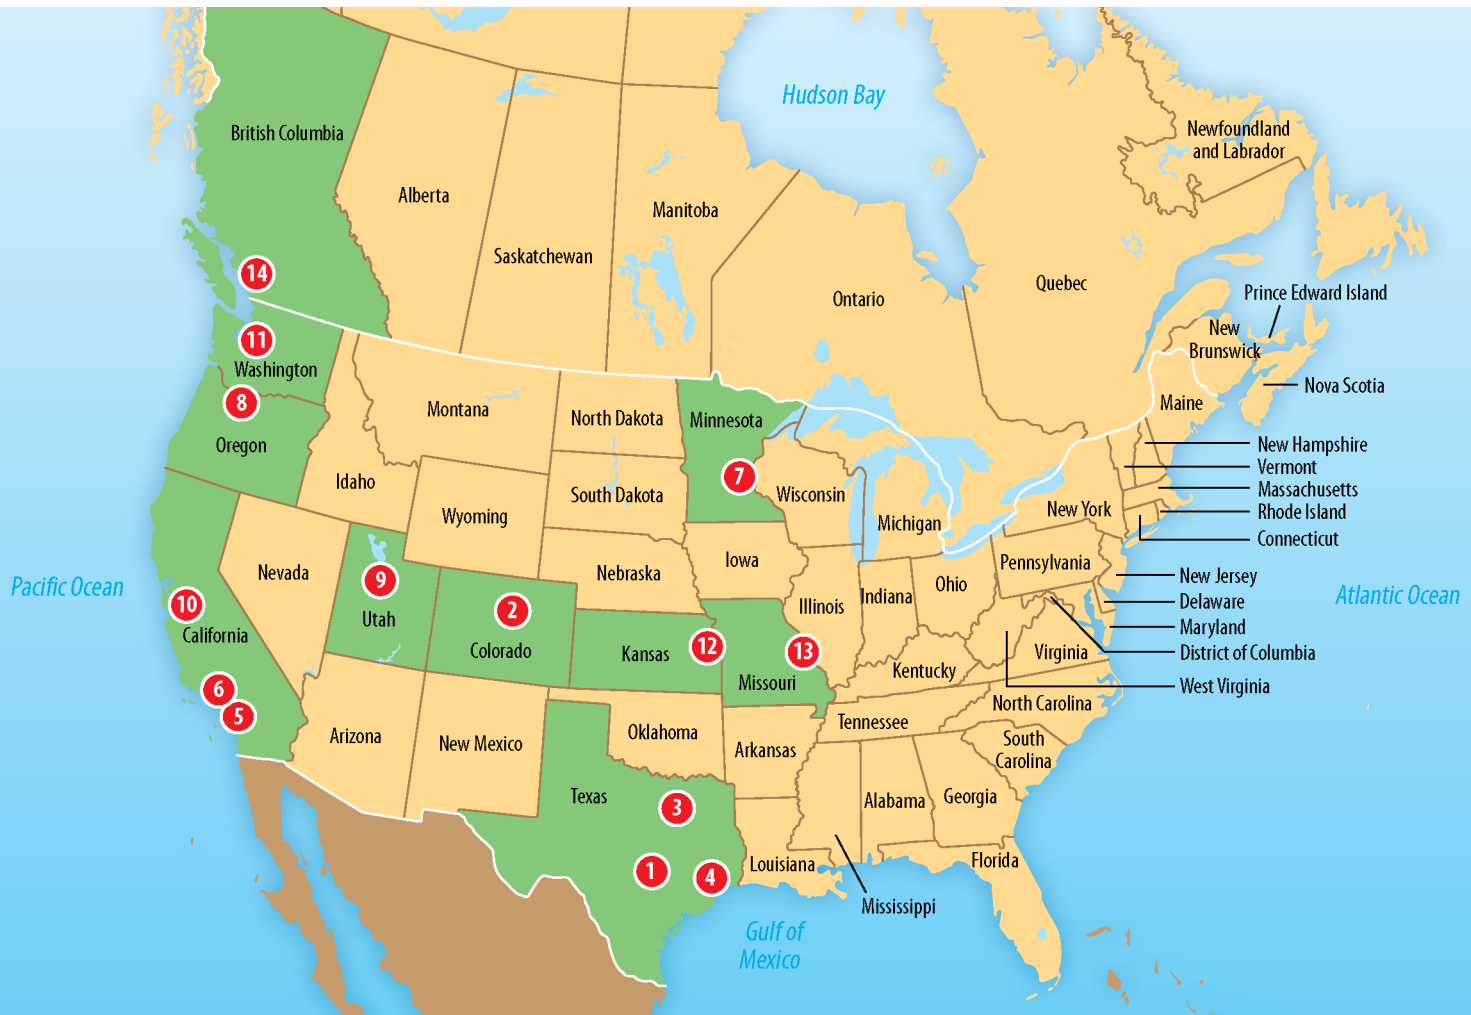 Hudson Bay
British Columbia
Newfoundland
and Labrador
Alberta
Manitoba
Saskatchewan
14
Quebec
Prince Edward Island
Ontario
New
Brunswick
11
Washington
Nova Scotia
8
Montana
North Dakota
Minnesota
Maine
Oregon
New Hampshire
Vermont
7
Idaho
South Dakota
Wisconsin
Massachusetts
Wyoming
Michigan
New York
Rhode Island
Connecticut
Iowa
Pennsylvania
Nevada
Nebraska
Pacific Ocean
9
Ohio
New Jersey
Indiana
Atlantic Ocean
10
2
Illinois
Delaware
Utah
California
Maryland
Colorado
Kansas
12
13
Virginia
District of Columbia
Kentucky
Missouri
West Virginia
6
5
North Carolina
Tennessee
Arizona
New Mexico
Oklahoma
Arkansas
South
Carolina
Texas
3
Alabama
Georgia
1
4
Louisiana
Florida
Mississippi
Gulf of
Mexico